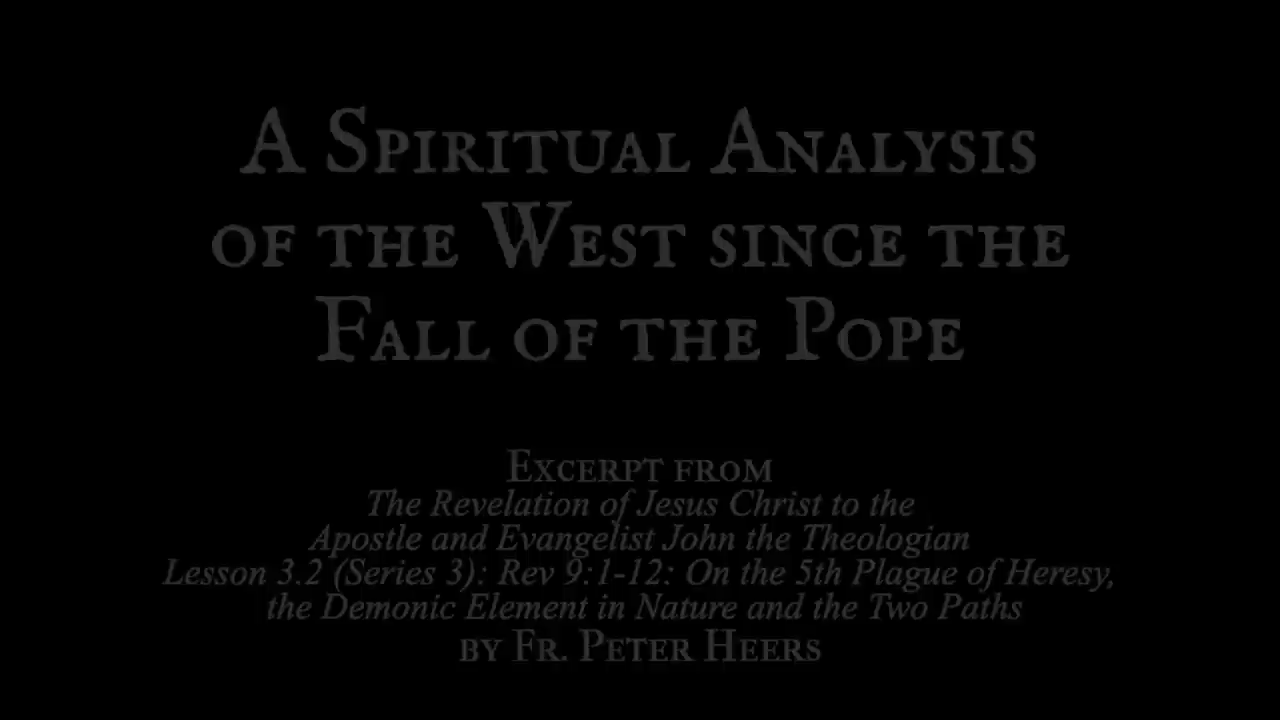 A Spiritual Analysis
of the West since the
Fall of the Pope
Excerpt from
The Revelation of Jesus Christ to the
Apostle and Evangelist John the Theologian
Lesson 3.2 (Series 3): Rev 9:1-12: On the 5th Plague of Heresy,
the Demonic Element in Nature and the Two Paths
by Fr. Peter Heers